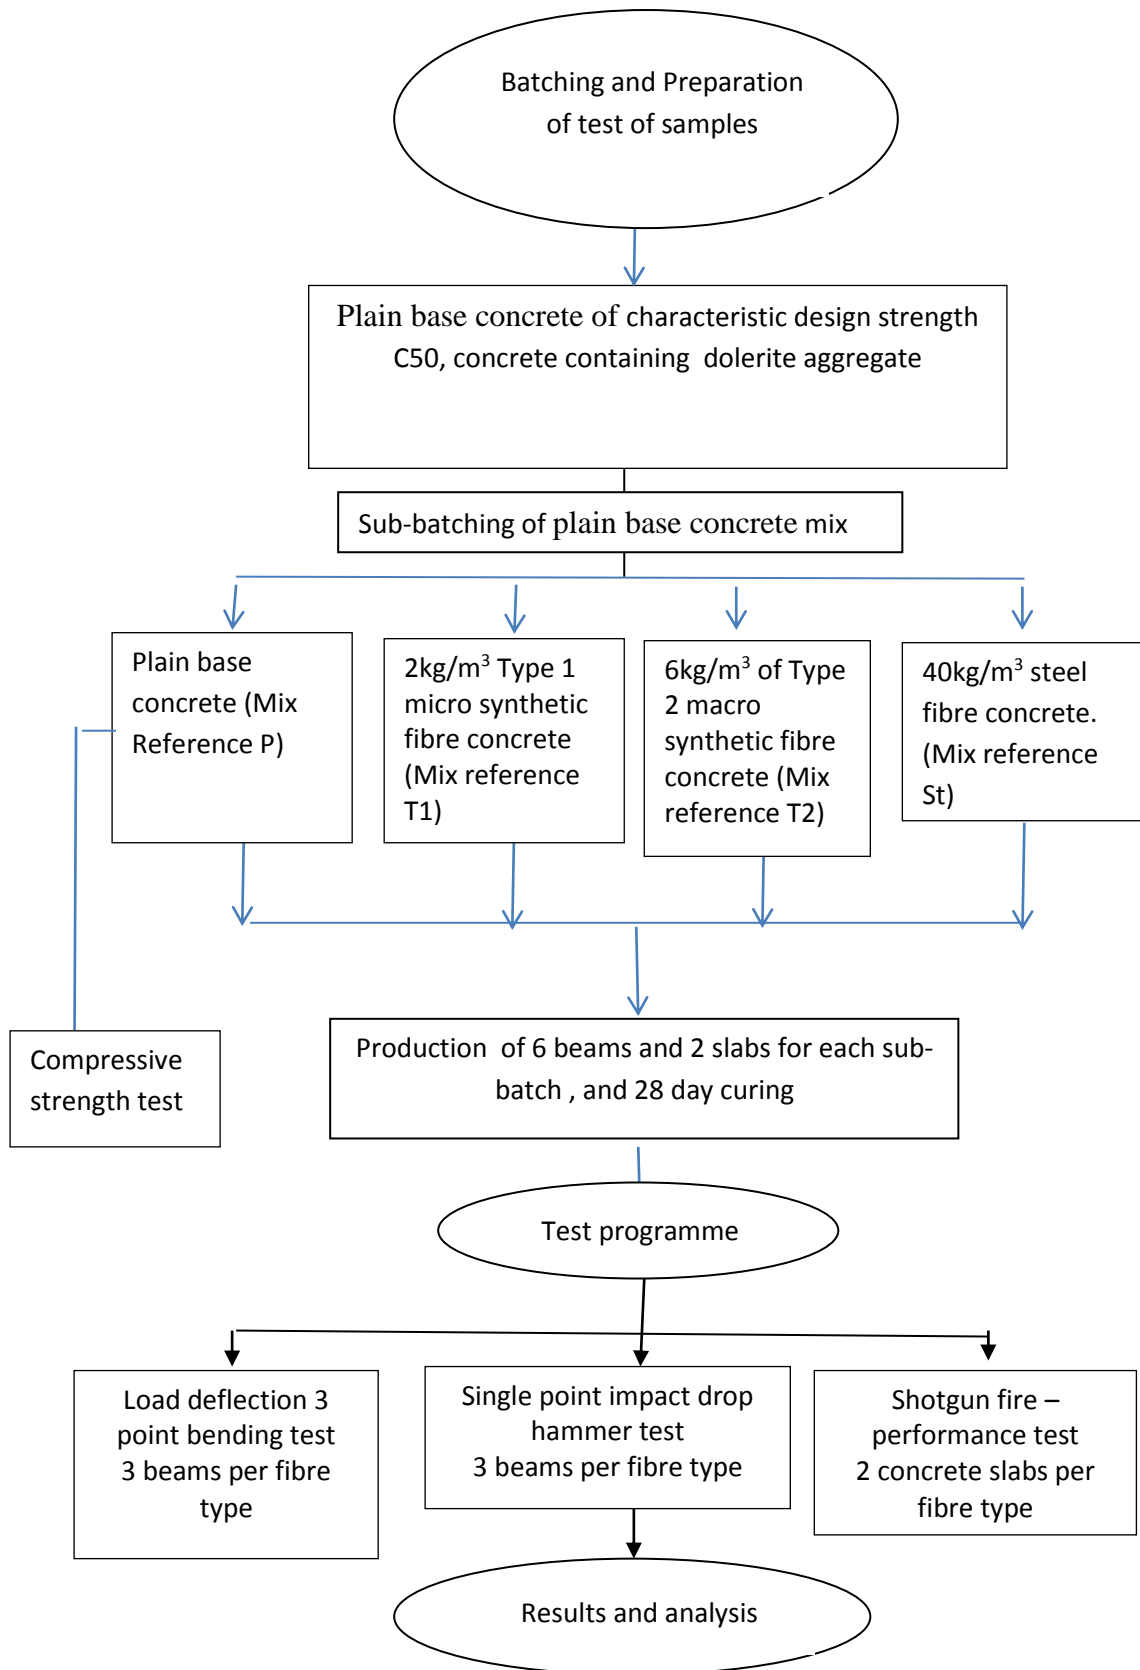 Batching and Preparation
of test of samples
Plain base concrete of characteristic design strength
C50, concrete containing dolerite aggregate
Sub-batching of plain base concrete mix
Plain base
concrete (Mix
Reference P)
2kg/m³ Type 1
micro synthetic
fibre concrete
(Mix reference
T1)
6kg/m³ of Type
2 macro
synthetic fibre
concrete (Mix
reference T2)
40kg/m³ steel
fibre concrete.
(Mix reference
St)
Compressive
strength test
Production of 6 beams and 2 slabs for each sub-
batch , and 28 day curing
Test programme
Load deflection 3
point bending test
3 beams per fibre
type
Single point impact drop
hammer test
3 beams per fibre type
Shotgun fire –
performance test
2 concrete slabs per
fibre type
Results and analysis